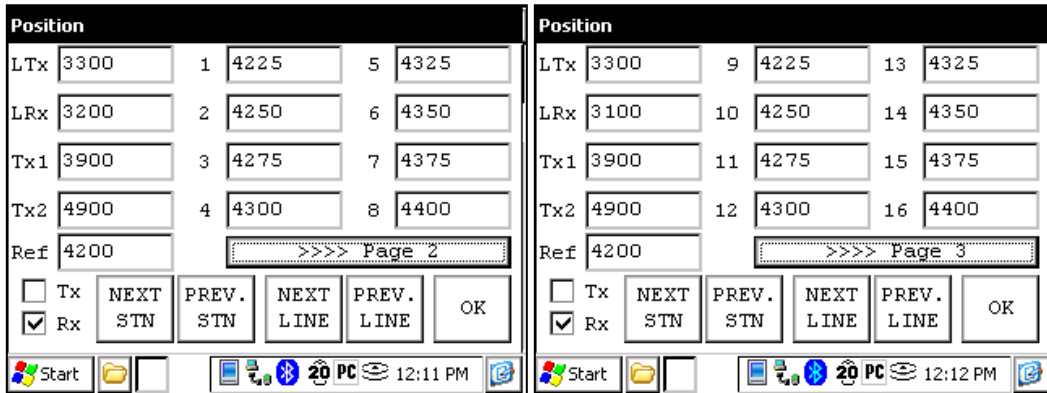 Position
LTx 3300 1 4225 5 4325
LRx 3200 2 4250 6 4350
Tx1 3900 3 4275 7 4375
Tx2 4900 4 4300 8 4400
Ref 4200 >>>> Page 2
Tx NEXT PREV. NEXT PREV. OK
Rx STN STN LINE LINE
Start 20 PC 12:11 PM
Position
LTx 3300 9 4225 13 4325
LRx 3100 10 4250 14 4350
Tx1 3900 11 4275 15 4375
Tx2 4900 12 4300 16 4400
Ref 4200 >>>> Page 3
Tx NEXT PREV. NEXT PREV. OK
Rx STN STN LINE LINE
Start 20 PC 12:12 PM